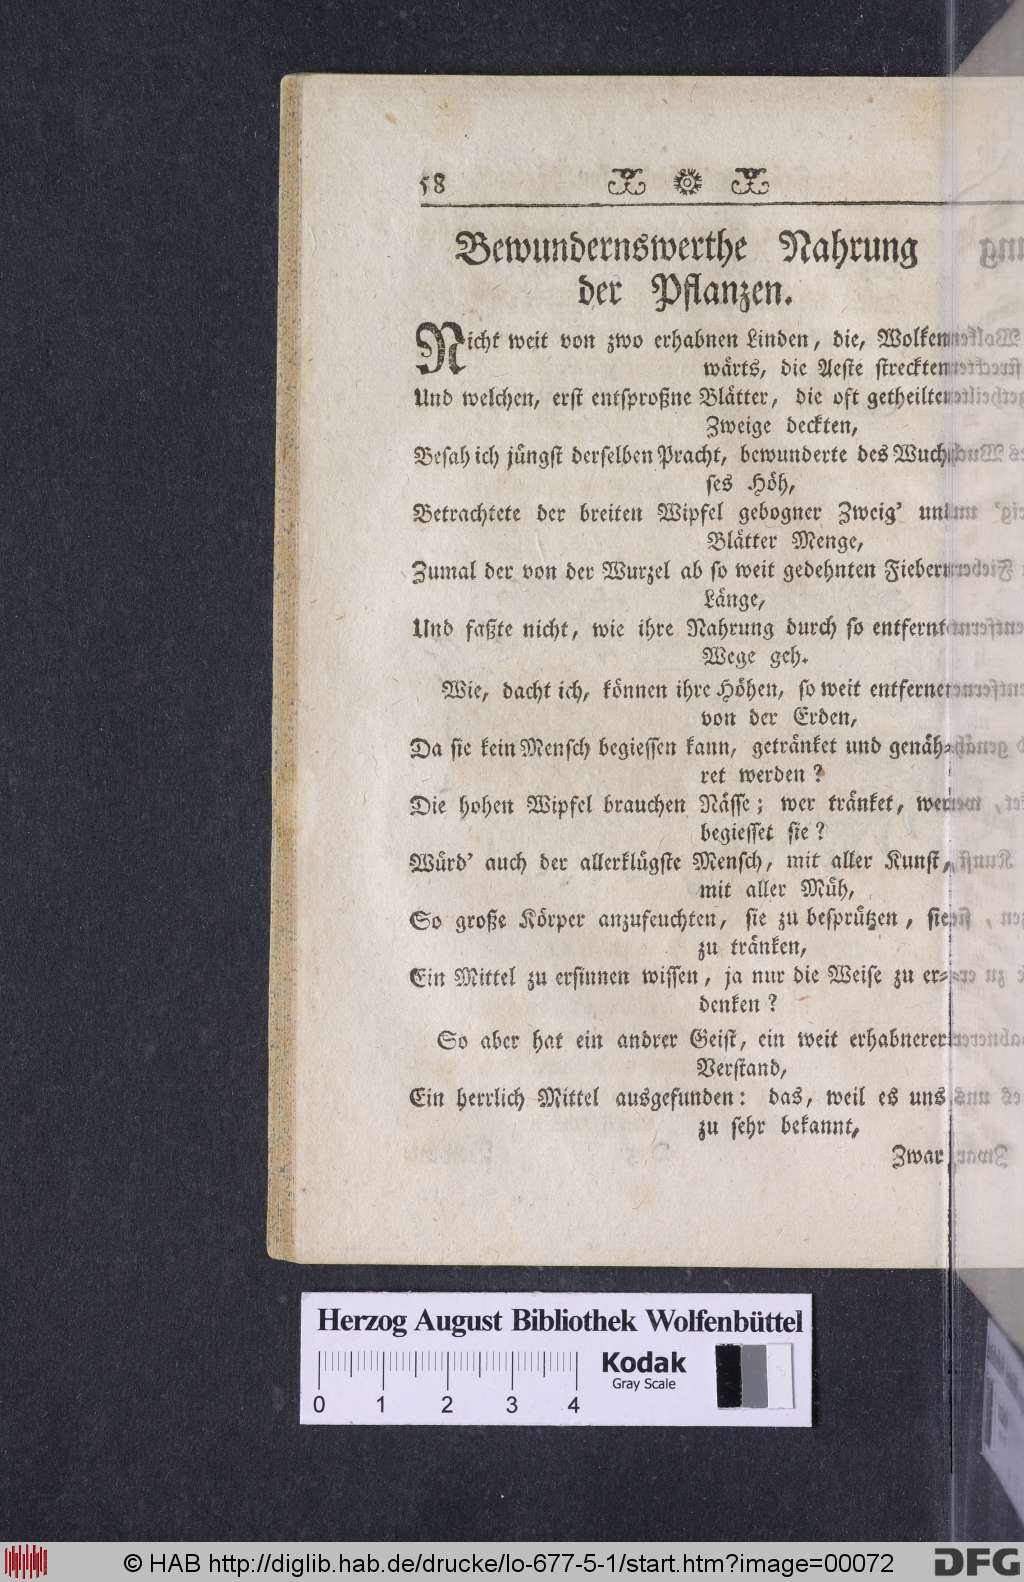 58
Bewundernswerthe Nahrung
der Pflanzen.
Nicht weit von zwo erhabnen Linden, die, Wolken-
wärts, die Aeste streckten
Und welchen, erst entsproßne Blätter, die oft getheilten
Zweige deckten,
Besah ich jüngst derselben Pracht, bewunderte des Wuch-
ses Höh,
Betrachtete der breiten Wipfel gebogner Zweig' und
Blätter Menge,
Zumal der von der Wurzel ab so weit gedehnten Fiebern
Länge,
Und faßte nicht, wie ihre Nahrung durch so entfernte
Wege geh.
Wie, dacht ich, können ihre Höhen, so weit entfernet
von der Erden,
Da sie kein Mensch begiessen kann, getränket und genäh-
ret werden?
Die hohen Wipfel brauchen Nässe; wer tränket, wer
begiesset sie?
Würd' auch der allerklügste Mensch, mit aller Kunst,
mit aller Müh,
So große Körper anzufeuchten, sie zu besprützen, sie
zu tränken,
Ein Mittel zu ersinnen wissen, ja nur die Weise zu er-
denken?
So aber hat ein andrer Geist, ein weit erhabnerer
Verstand,
Ein herrlich Mittel ausgefunden: das, weil es uns
zu sehr bekannt,
Zwar
Herzog August Bibliothek Wolfenbüttel
0 1 2 3 4
Kodak
Gray Scale
© HAB http://diglib.hab.de/drucke/lo-677-5-1/start.htm?image=00072
DFG